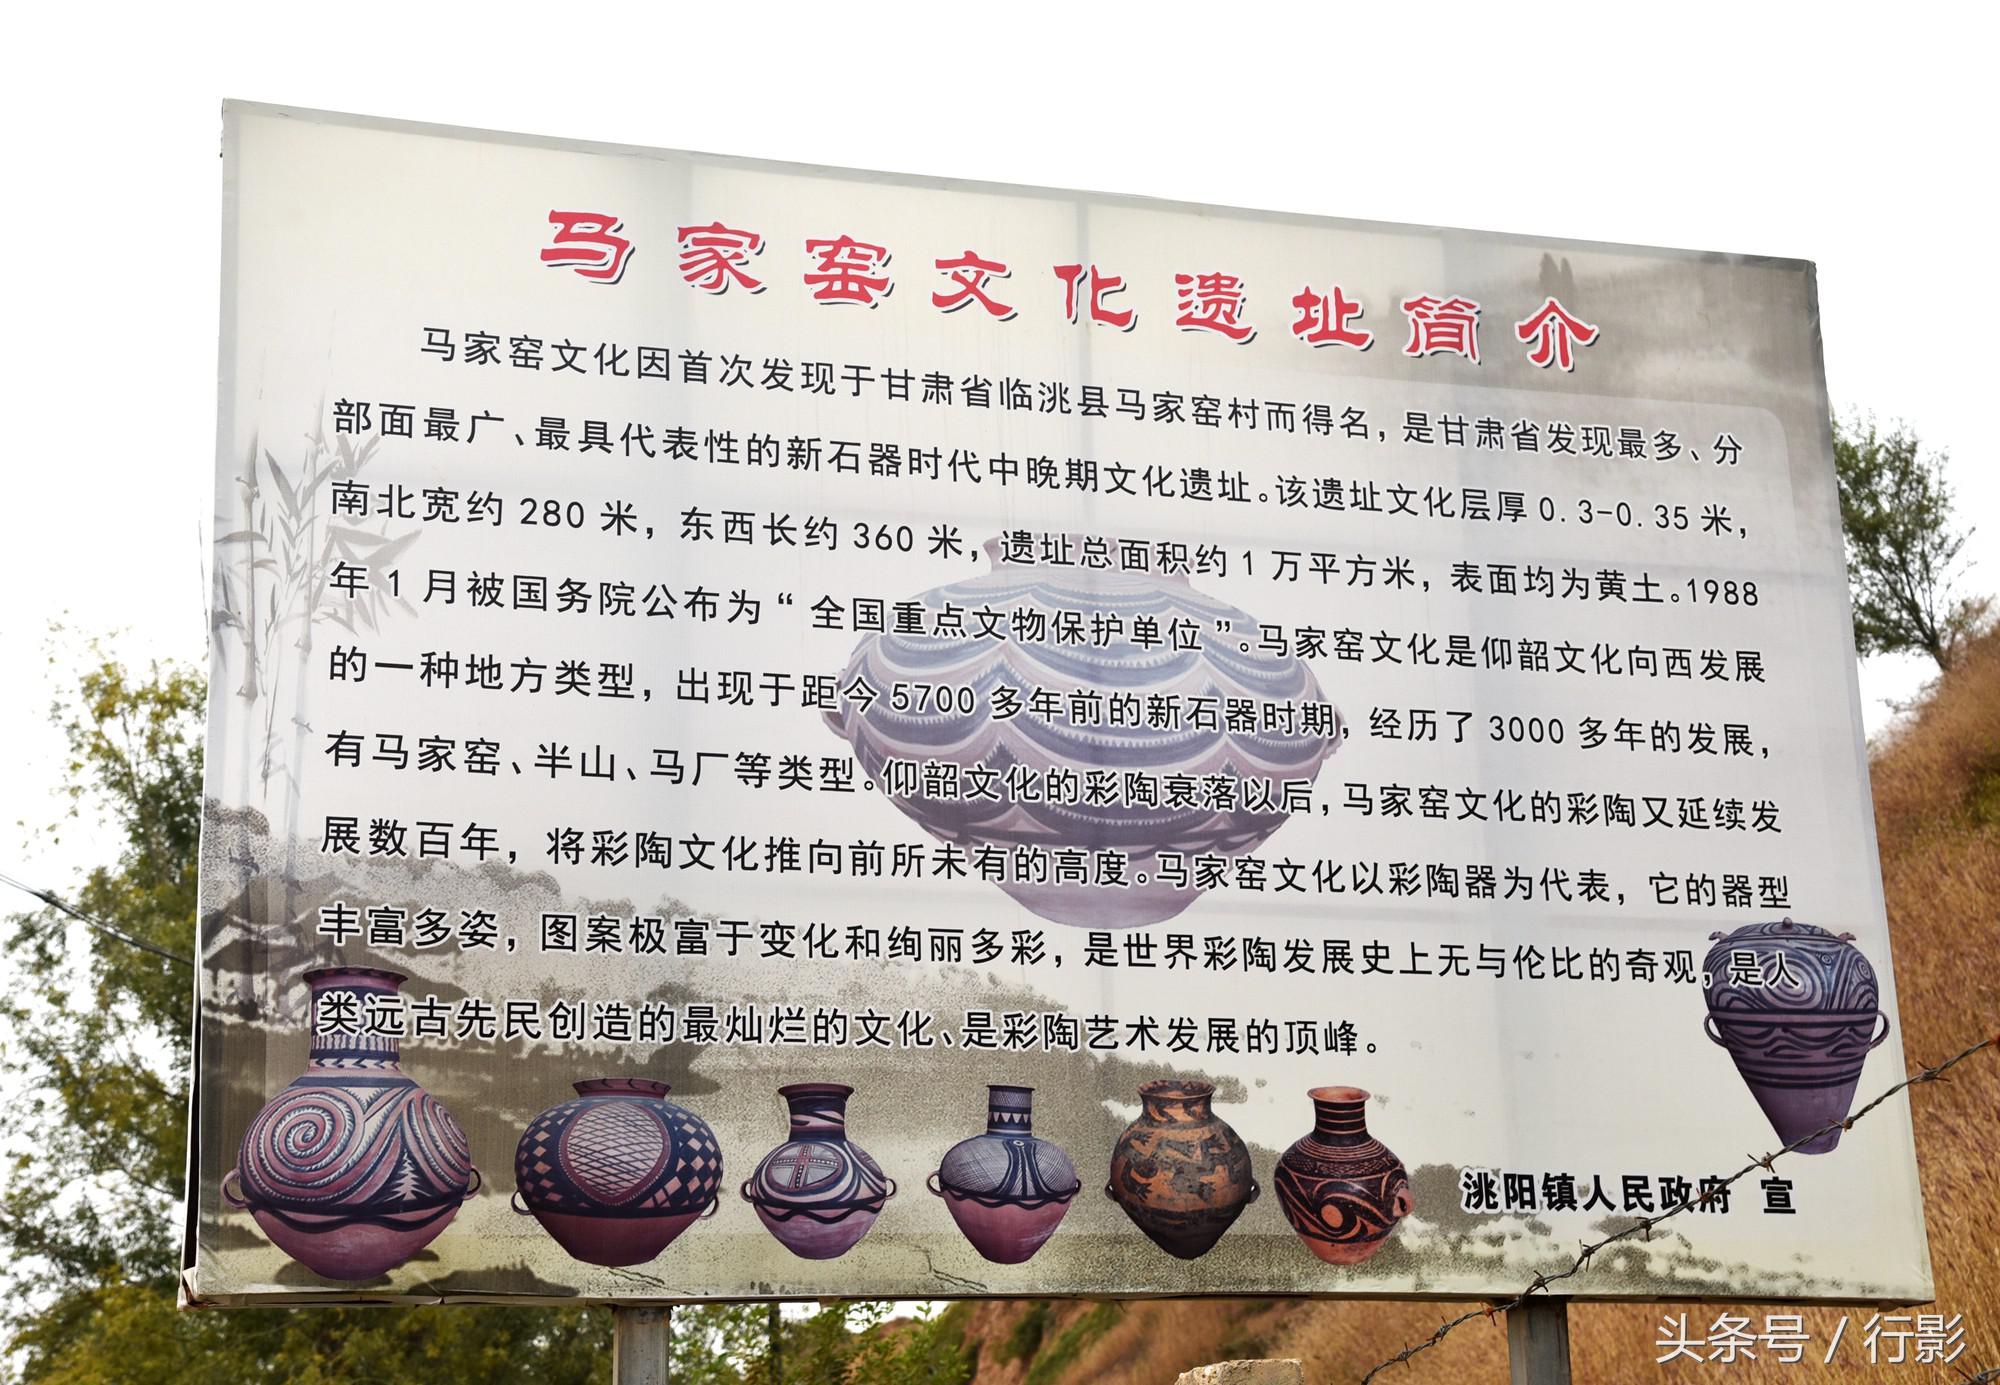 马家窑文化遗址简介
马家窑文化因首次发现于甘肃省临洮县马家窑村而得名，是甘肃省发现最多、分
部面最广、最具代表性的新石器时代中晚期文化遗址。该遗址文化层厚0.3-0.35米，
南北宽约280米，东西长约360米，遗址总面积约1万平方米，表面均为黄土。1988
年1月被国务院公布为“全国重点文物保护单位”。马家窑文化是仰韶文化向西发展
的一种地方类型，出现于距今5700多年前的新石器时期，经历了3000多年的发展，
有马家窑、半山、马厂等类型。仰韶文化的彩陶衰落以后，马家窑文化的彩陶又延续发
展数百年，将彩陶文化推向前所未有的高度。马家窑文化以彩陶器为代表，它的器型
丰富多姿，图案极富于变化和绚丽多彩，是世界彩陶发展史上无与伦比的奇观，是人
类远古先民创造的最灿烂的文化、是彩陶艺术发展的顶峰。
洮阳镇人民政府 宣
头条号 / 行影